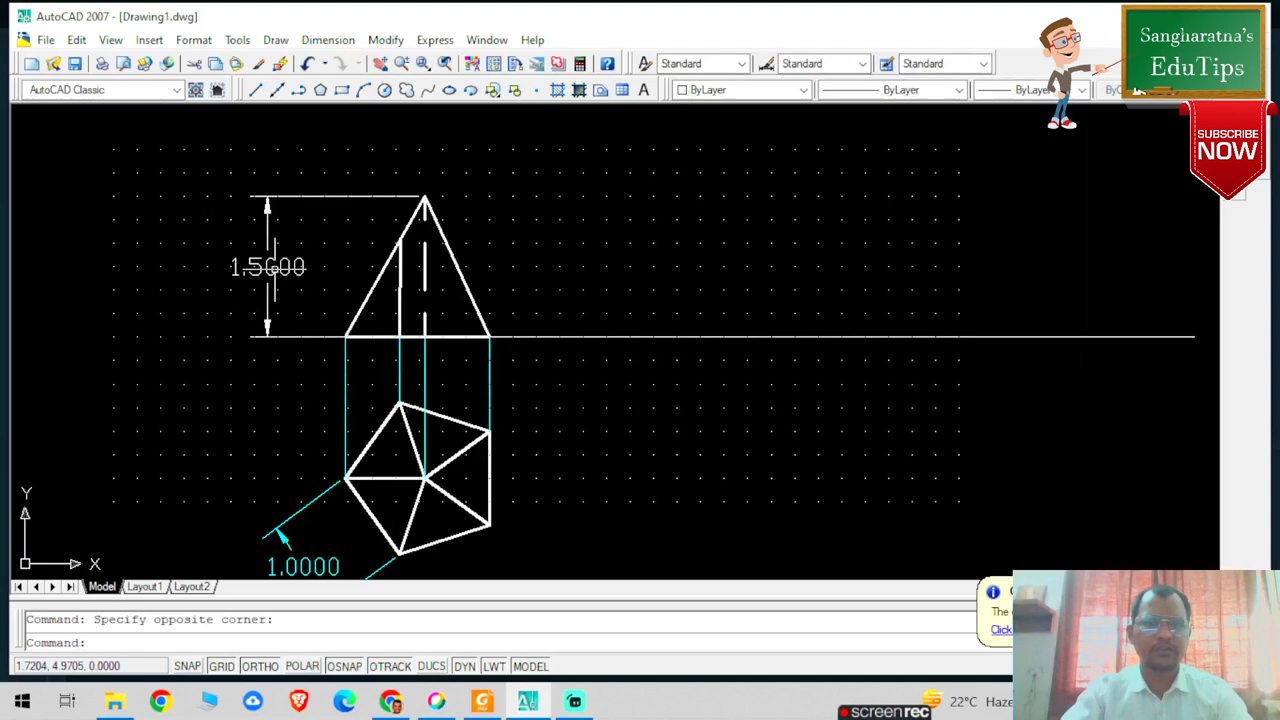 AutoCAD 2007 - [Drawing1.dwg]
File Edit View Insert Format Tools Draw Dimension Modify Express Window Help
Standard Standard Standard
AutoCAD Classic ByLayer ByLayer ByLayer
Sangharatna's
EduTips
SUBSCRIBE
NOW
1.5000
1.0000
Y
X
Model Layout1 Layout2
Command: Specify opposite corner:
Command:
The
Click
1.7204, 4.9705, 0.0000 SNAP GRID ORTHO POLAR OSNAP OTRACK DUCS DYN LWT MODEL
22°C Haze
screenrec